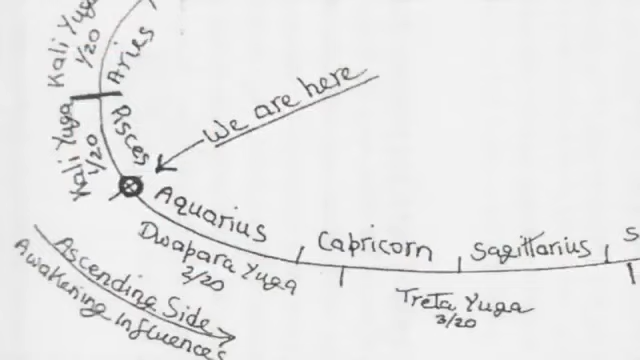 Kali Yuga
1/20
Aries
Kali Yuga
1/20
Pisces
We are here
Aquarius
Dwapara Yuga
2/20
Capricorn
Sagittarius
S
Treta Yuga
3/20
Ascending Side
Awakening Influences